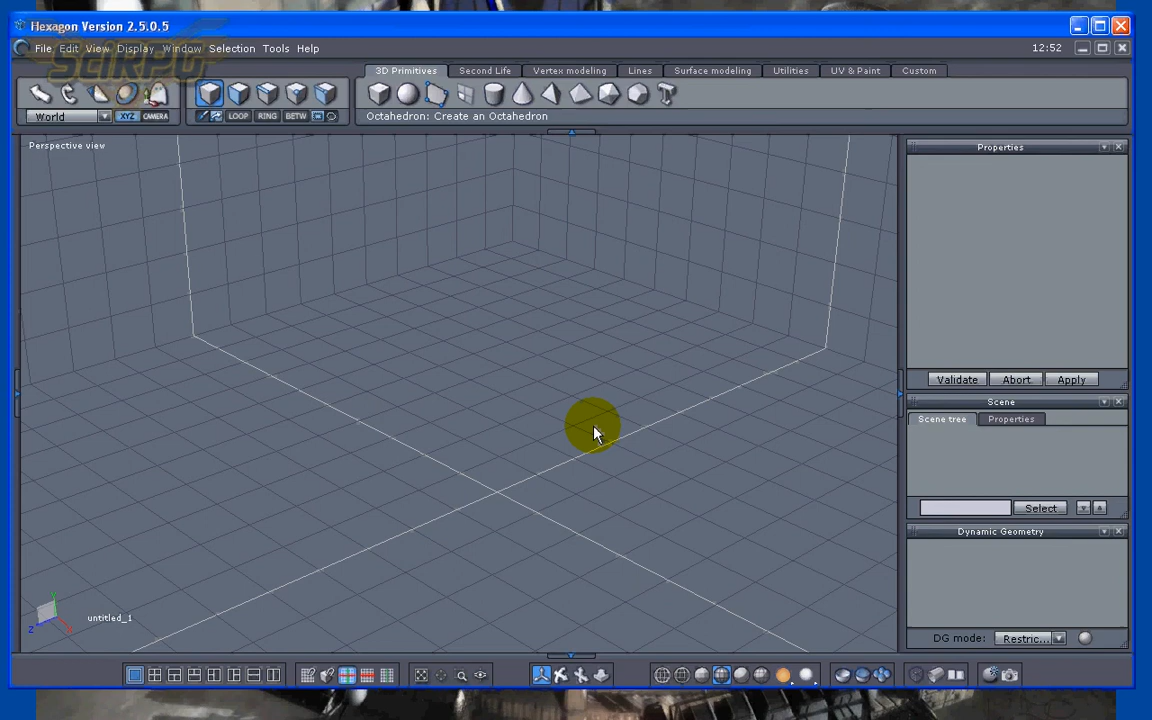 Hexagon Version 2.5.0.5
SCIRPG
File Edit View Display Window Selection Tools Help 12:52
3D Primitives Second Life Vertex modeling Lines Surface modeling Utilities UV & Paint Custom
World XYZ CAMERA LOOP RING BETW Octahedron: Create an Octahedron
Perspective view
Properties
Validate Abort Apply
Scene
Scene tree Properties
Select
Dynamic Geometry
Y
Z X
untitled_1
DG mode: Restric...